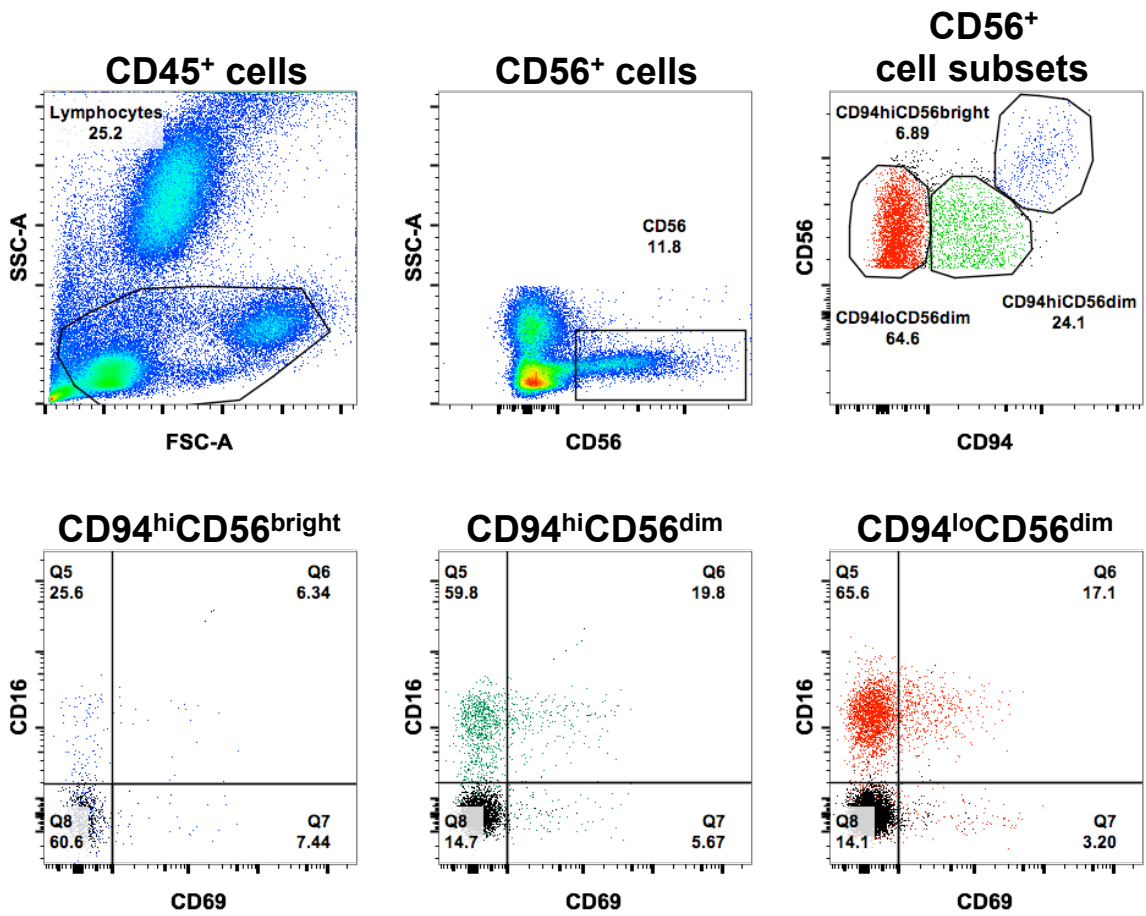 CD45⁺ cells
Lymphocytes
25.2
SSC-A
FSC-A
CD56⁺ cells
CD56
11.8
SSC-A
CD56
CD56⁺
cell subsets
CD94hiCD56bright
6.89
CD94hiCD56dim
24.1
CD94loCD56dim
64.6
CD56
CD94
CD94ʰⁱCD56ᵇʳⁱᵍʰᵗ
Q5
25.6
Q6
6.34
Q8
60.6
Q7
7.44
CD16
CD69
CD94ʰⁱCD56ᵈⁱᵐ
Q5
59.8
Q6
19.8
Q8
14.7
Q7
5.67
CD16
CD69
CD94ˡᵒCD56ᵈⁱᵐ
Q5
65.6
Q6
17.1
Q8
14.1
Q7
3.20
CD16
CD69